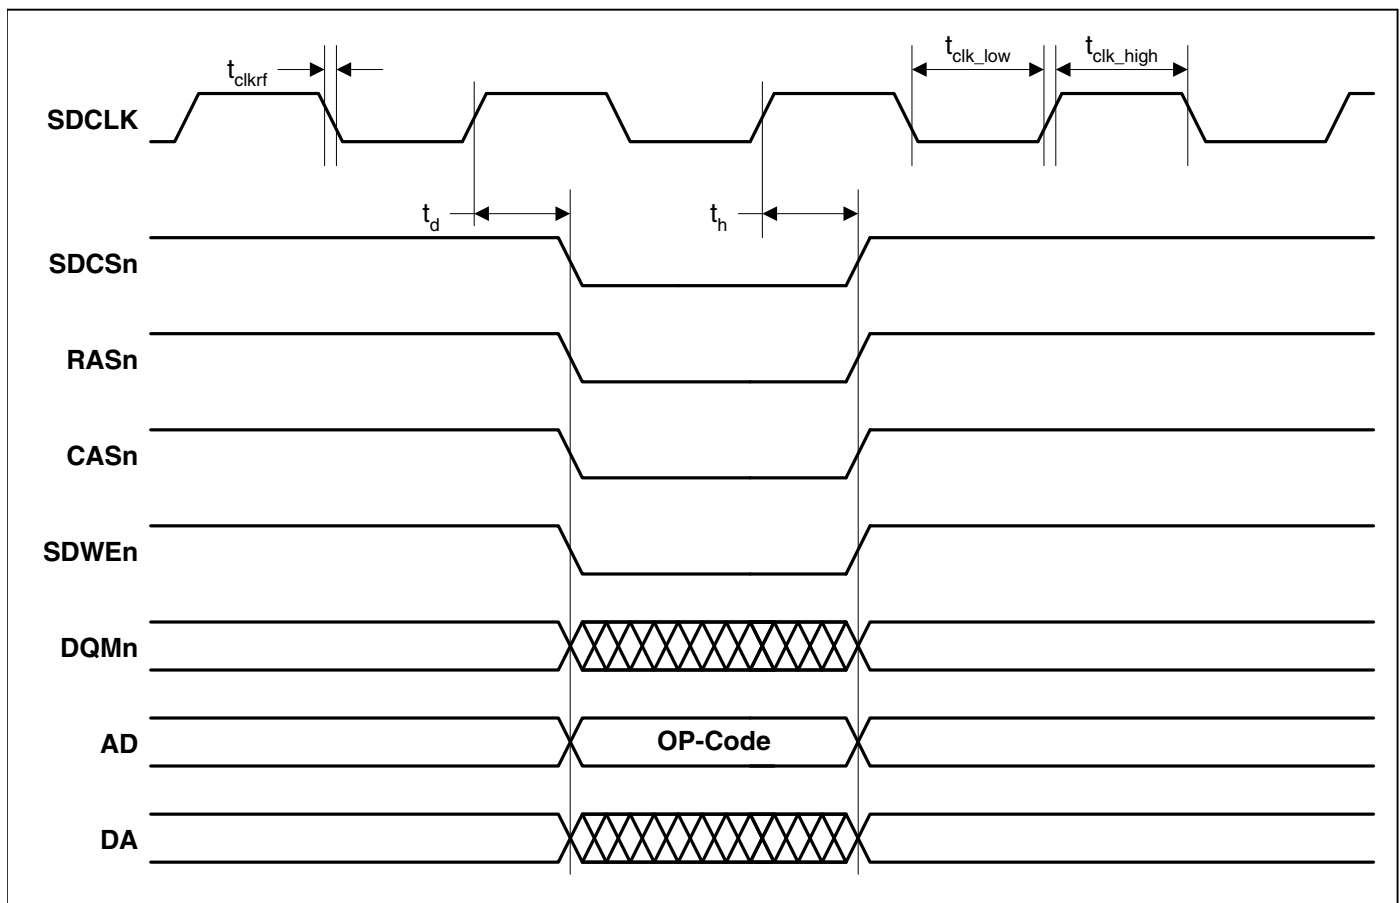 t_clkrf
t_clk_low
t_clk_high
SDCLK
t_d
t_h
SDCSn
RASn
CASn
SDWEn
DQMn
AD
OP-Code
DA